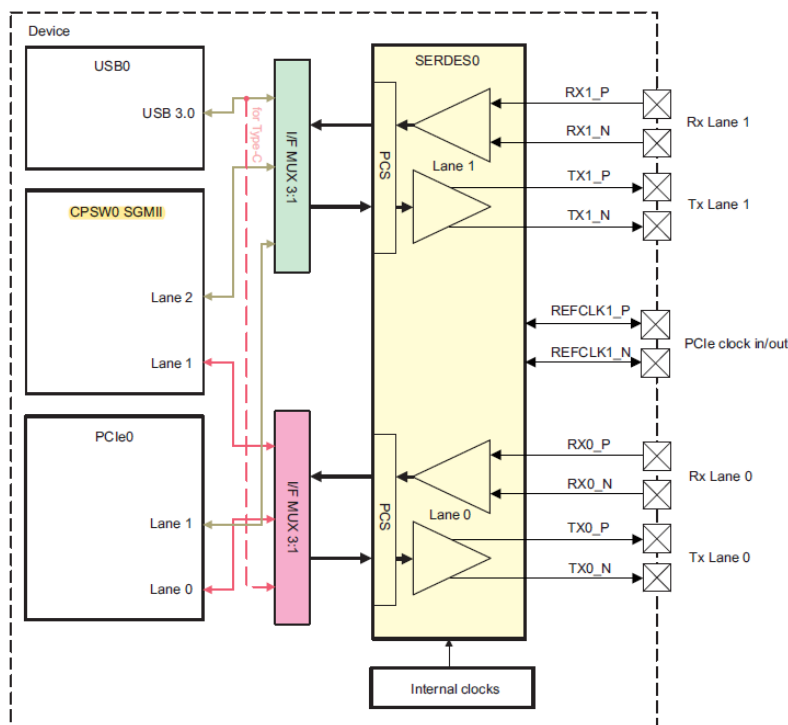 Device
USB0
USB 3.0
for Type-C
I/F MUX 3:1
CPSW0 SGMII
Lane 2
Lane 1
PCIe0
Lane 1
Lane 0
I/F MUX 3:1
SERDES0
PCS
Lane 1
PCS
Lane 0
Internal clocks
RX1_P
RX1_N
Rx Lane 1
TX1_P
TX1_N
Tx Lane 1
REFCLK1_P
REFCLK1_N
PCIe clock in/out
RX0_P
RX0_N
Rx Lane 0
TX0_P
TX0_N
Tx Lane 0